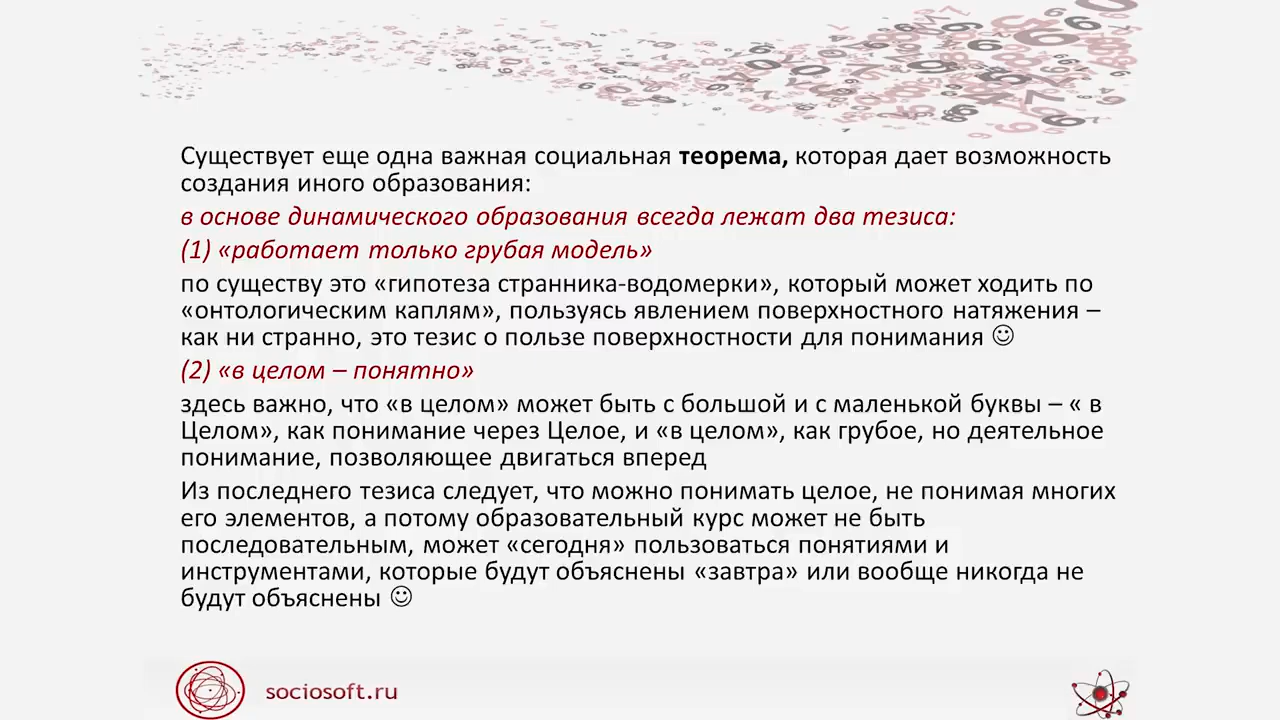 Существует еще одна важная социальная теорема, которая дает возможность
создания иного образования:
в основе динамического образования всегда лежат два тезиса:
(1) «работает только грубая модель»
по существу это «гипотеза странника-водомерки», который может ходить по
«онтологическим каплям», пользуясь явлением поверхностного натяжения –
как ни странно, это тезис о пользе поверхностности для понимания ☺
(2) «в целом – понятно»
здесь важно, что «в целом» может быть с большой и с маленькой буквы – « в
Целом», как понимание через Целое, и «в целом», как грубое, но деятельное
понимание, позволяющее двигаться вперед
Из последнего тезиса следует, что можно понимать целое, не понимая многих
его элементов, а потому образовательный курс может не быть
последовательным, может «сегодня» пользоваться понятиями и
инструментами, которые будут объяснены «завтра» или вообще никогда не
будут объяснены ☺
sociosoft.ru